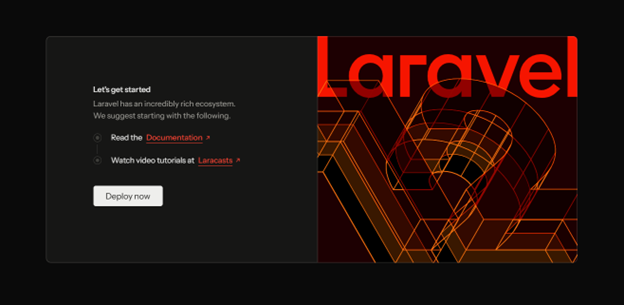 Let's get started
Laravel has an incredibly rich ecosystem.
We suggest starting with the following.
Read the Documentation
Watch video tutorials at Laracasts
Deploy now
Laravel